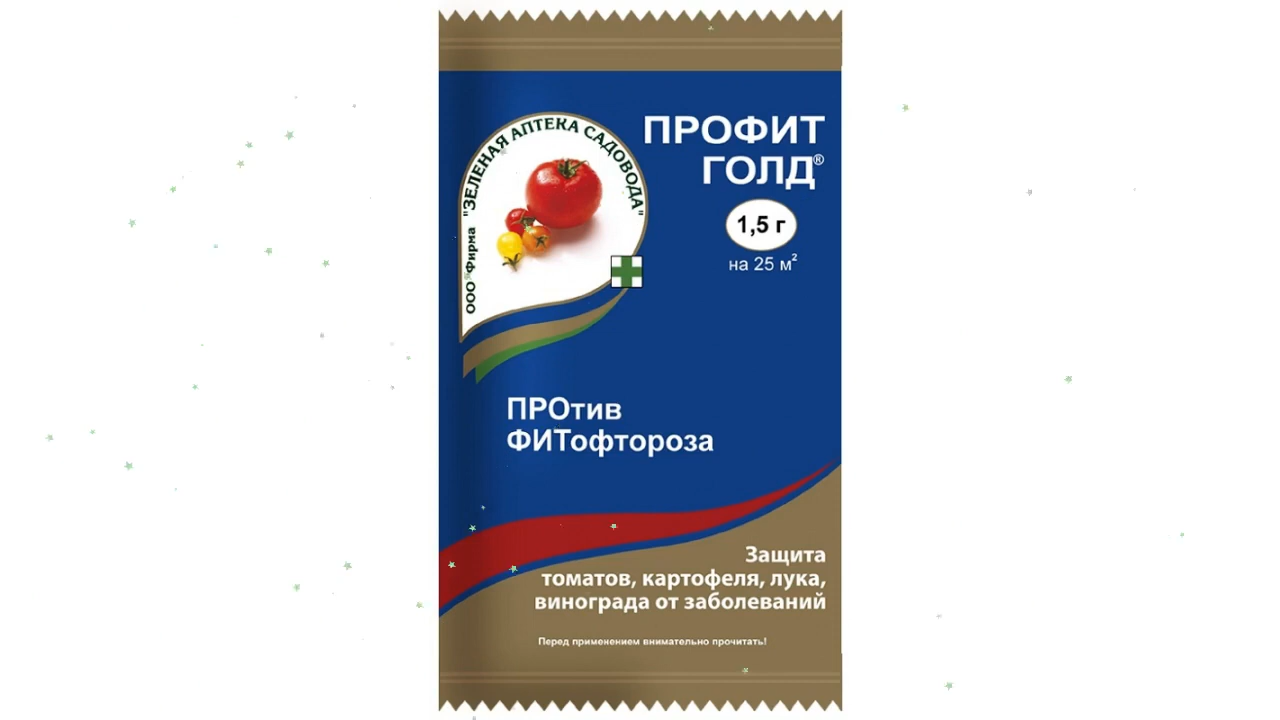 ООО Фирма "ЗЕЛЕНАЯ АПТЕКА САДОВОДА"
ПРОФИТ
ГОЛД®
1,5 г
на 25 м²
ПРОтив
ФИТофтороза
Защита
томатов, картофеля, лука,
винограда от заболеваний
Перед применением внимательно прочитать!